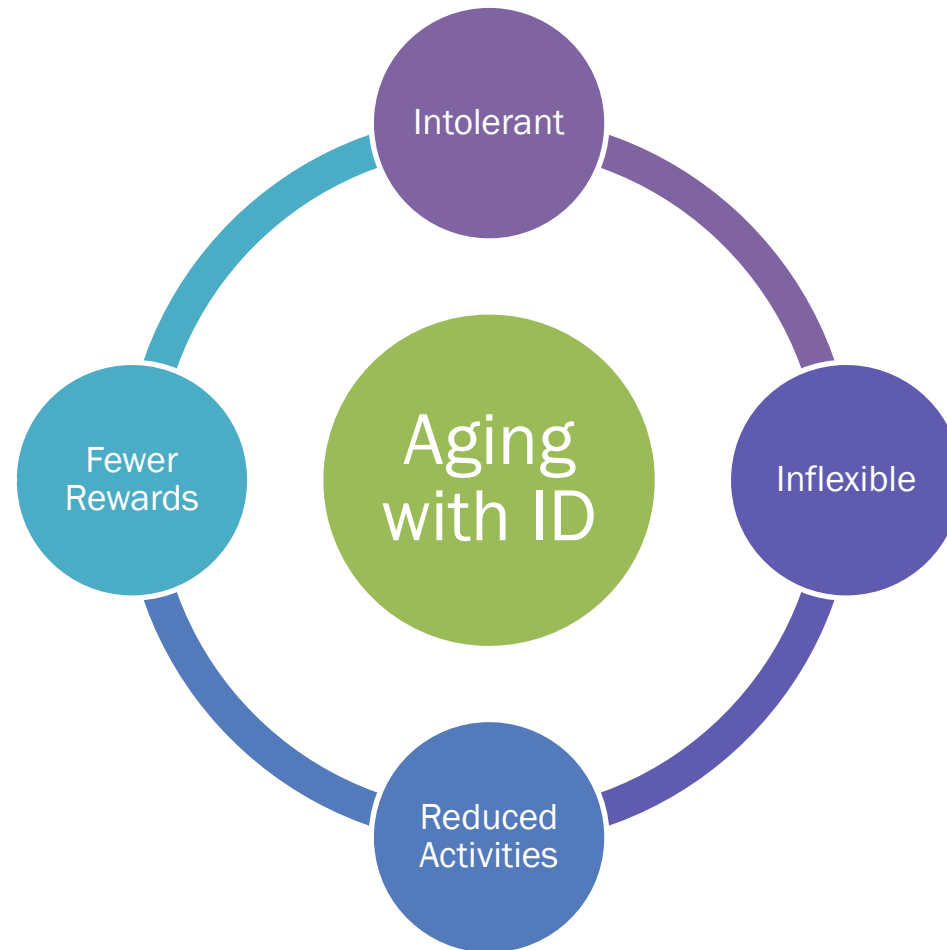 Intolerant
Aging
with ID
Fewer
Rewards
Inflexible
Reduced
Activities